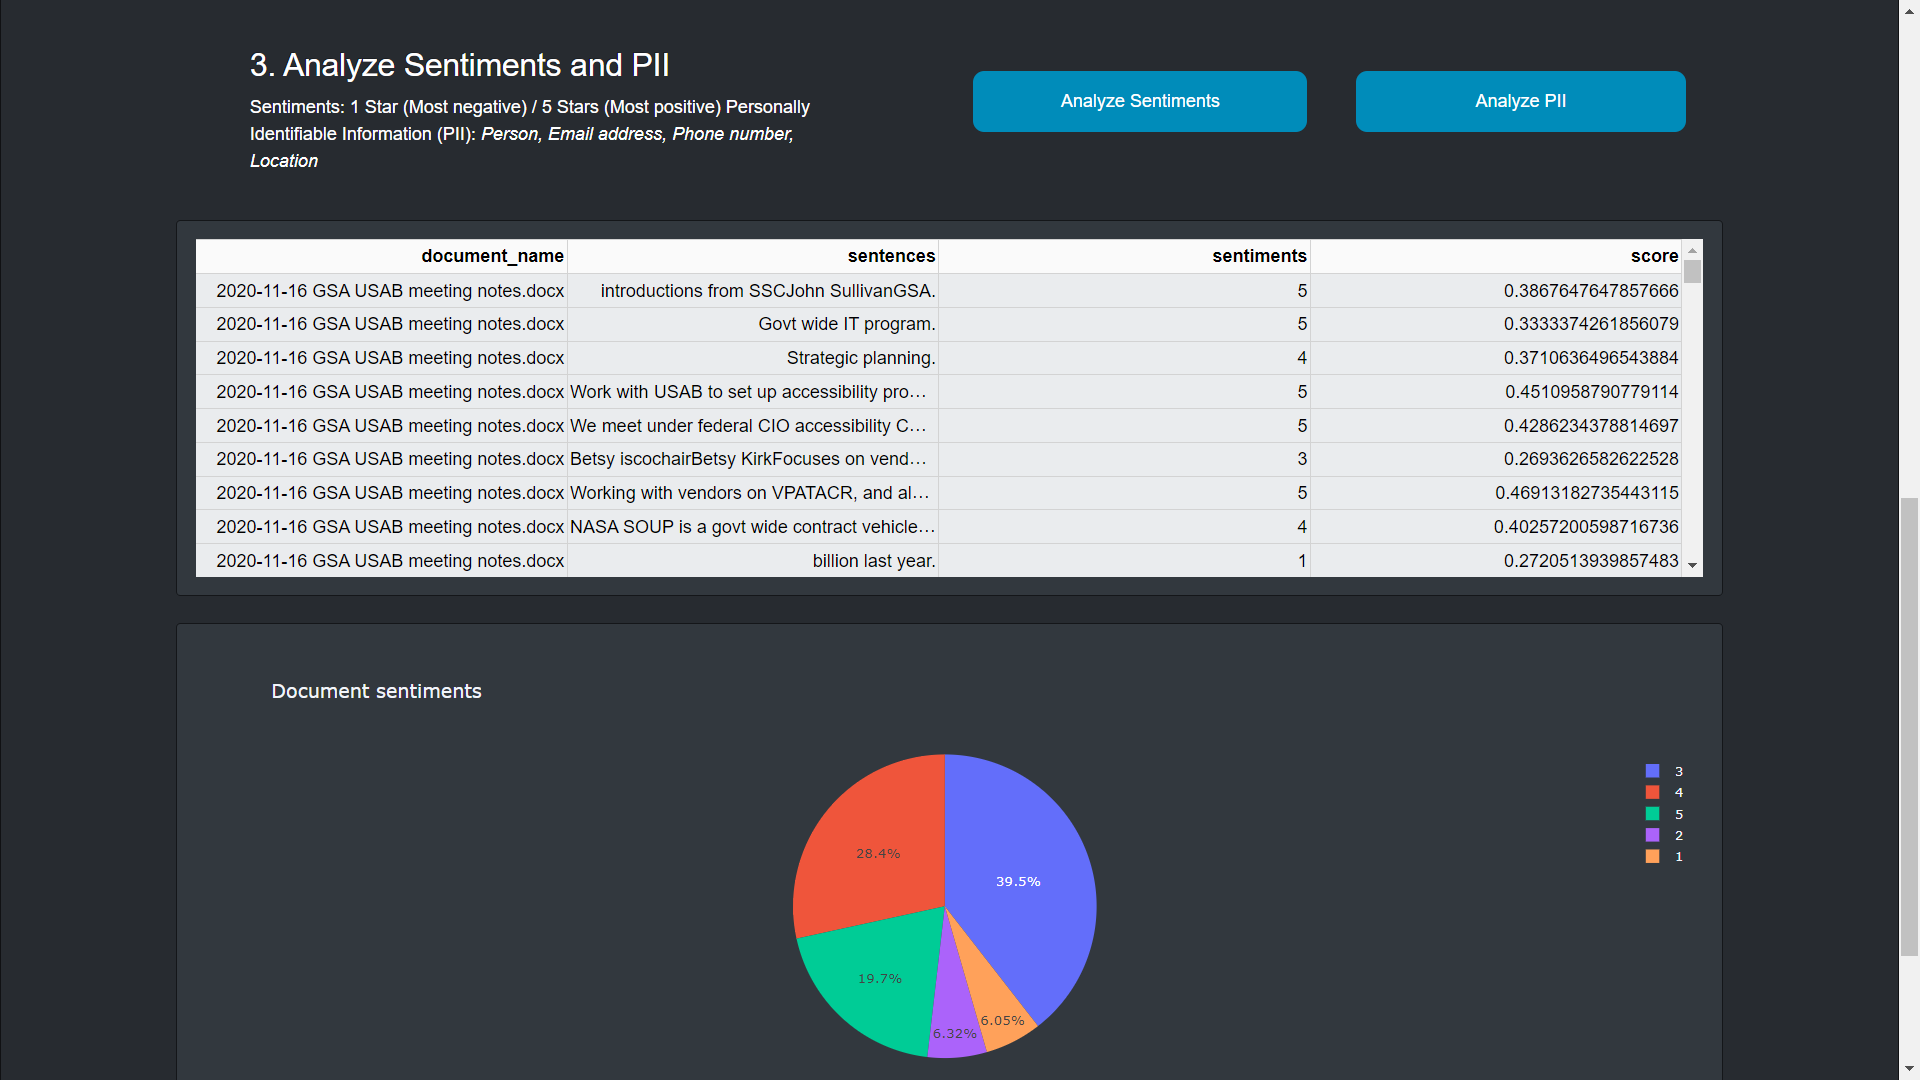 3. Analyze Sentiments and PII
Sentiments: 1 Star (Most negative) / 5 Stars (Most positive) Personally
Identifiable Information (PII): Person, Email address, Phone number,
Location
Analyze Sentiments
Analyze PII
document_name sentences sentiments score
2020-11-16 GSA USAB meeting notes.docx introductions from SSCJohn SullivanGSA. 5 0.3867647647857666
2020-11-16 GSA USAB meeting notes.docx Govt wide IT program. 5 0.3333374261856079
2020-11-16 GSA USAB meeting notes.docx Strategic planning. 4 0.3710636496543884
2020-11-16 GSA USAB meeting notes.docx Work with USAB to set up accessibility pro… 5 0.4510958790779114
2020-11-16 GSA USAB meeting notes.docx We meet under federal CIO accessibility C… 5 0.4286234378814697
2020-11-16 GSA USAB meeting notes.docx Betsy iscochairBetsy KirkFocuses on vend… 3 0.2693626582622528
2020-11-16 GSA USAB meeting notes.docx Working with vendors on VPATACR, and al… 5 0.46913182735443115
2020-11-16 GSA USAB meeting notes.docx NASA SOUP is a govt wide contract vehicle… 4 0.40257200598716736
2020-11-16 GSA USAB meeting notes.docx billion last year. 1 0.2720513939857483
Document sentiments
3
4
5
2
1
28.4%
39.5%
19.7%
6.05%
6.32%